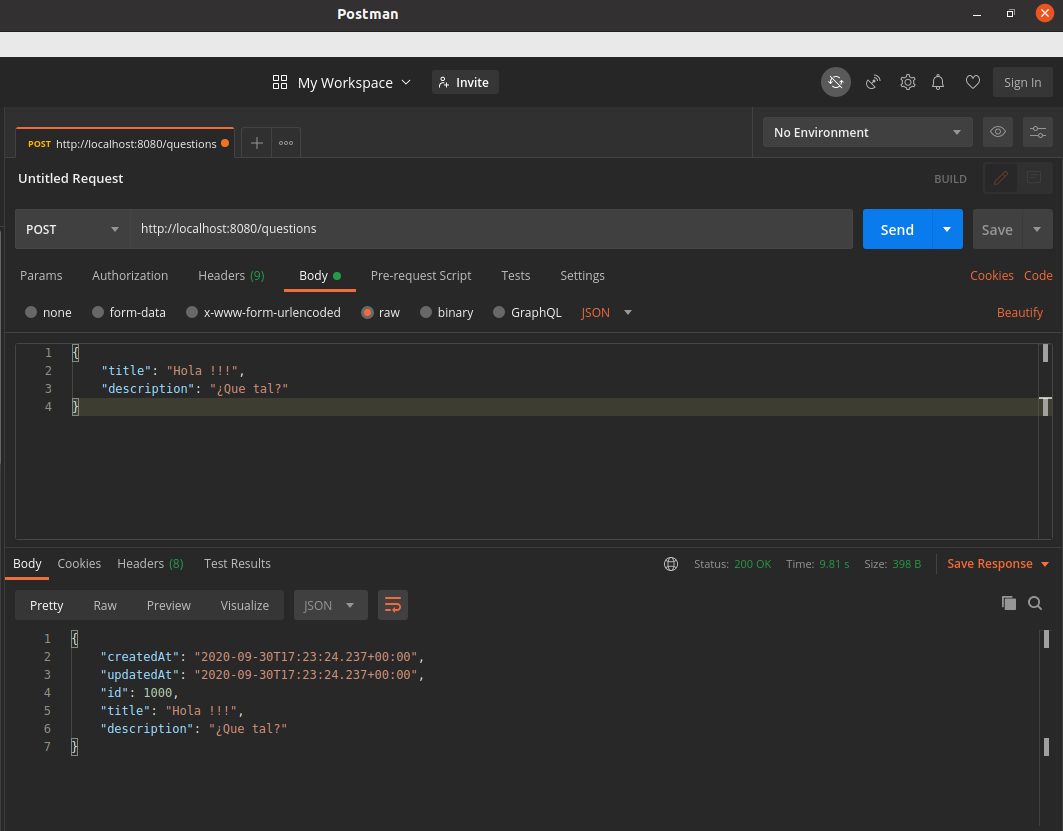 Postman
My Workspace Invite Sign In
POST http://localhost:8080/questions No Environment
Untitled Request BUILD
POST http://localhost:8080/questions Send Save
Params Authorization Headers (9) Body Pre-request Script Tests Settings Cookies Code
none form-data x-www-form-urlencoded raw binary GraphQL JSON Beautify
1 {
2 "title": "Hola !!!",
3 "description": "¿Que tal?"
4 }
Body Cookies Headers (8) Test Results Status: 200 OK Time: 9.81 s Size: 398 B Save Response
Pretty Raw Preview Visualize JSON
1 {
2 "createdAt": "2020-09-30T17:23:24.237+00:00",
3 "updatedAt": "2020-09-30T17:23:24.237+00:00",
4 "id": 1000,
5 "title": "Hola !!!",
6 "description": "¿Que tal?"
7 }